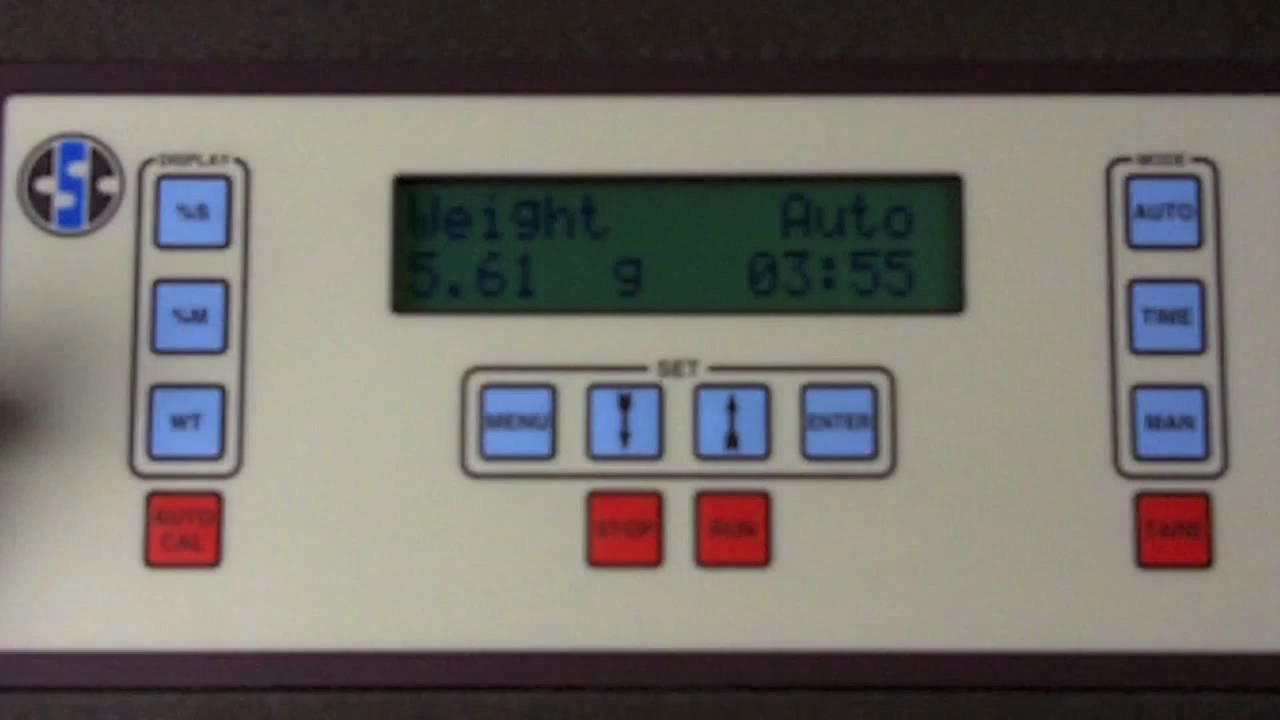 DISPLAY
%S
%M
WT
AUTO
CAL
Weight Auto
5.61 g 03:55
SET
MENU
ENTER
STOP
RUN
MODE
AUTO
TIME
MAN
TARE